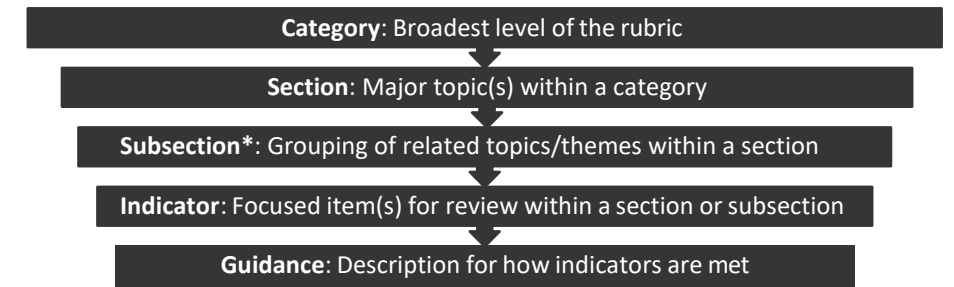 Category: Broadest level of the rubric
Section: Major topic(s) within a category
Subsection*: Grouping of related topics/themes within a section
Indicator: Focused item(s) for review within a section or subsection
Guidance: Description for how indicators are met